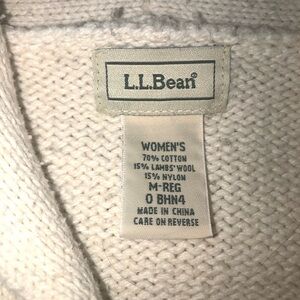 L.L.Bean®
WOMEN'S
70% COTTON
15% LAMBS' WOOL
15% NYLON
M-REG
0 BHN4
MADE IN CHINA
CARE ON REVERSE